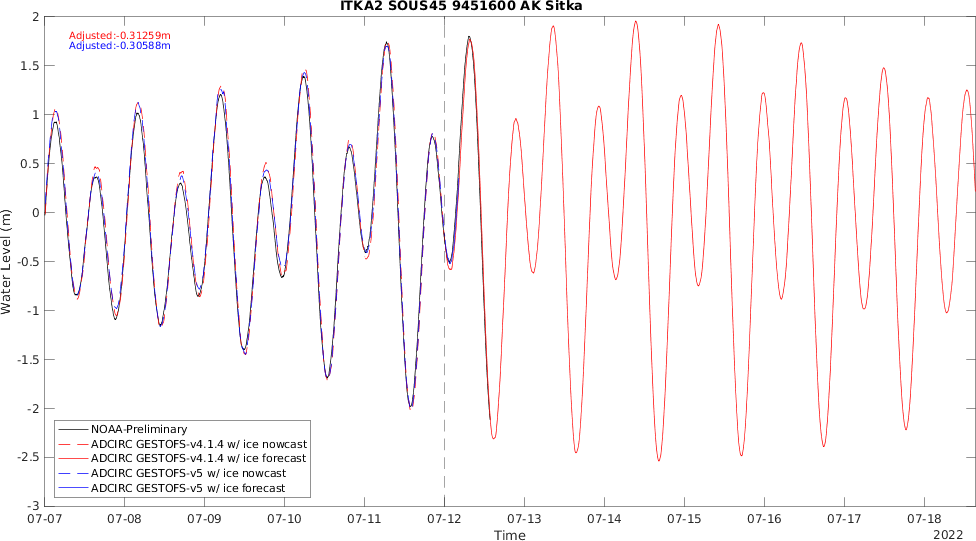 ITKA2 SOUS45 9451600 AK Sitka
Adjusted:-0.31259m
Adjusted:-0.30588m
2
1.5
1
0.5
0
-0.5
-1
-1.5
-2
-2.5
-3
Water Level (m)
NOAA-Preliminary
ADCIRC GESTOFS-v4.1.4 w/ ice nowcast
ADCIRC GESTOFS-v4.1.4 w/ ice forecast
ADCIRC GESTOFS-v5 w/ ice nowcast
ADCIRC GESTOFS-v5 w/ ice forecast
07-07 07-08 07-09 07-10 07-11 07-12 07-13 07-14 07-15 07-16 07-17 07-18
Time
2022